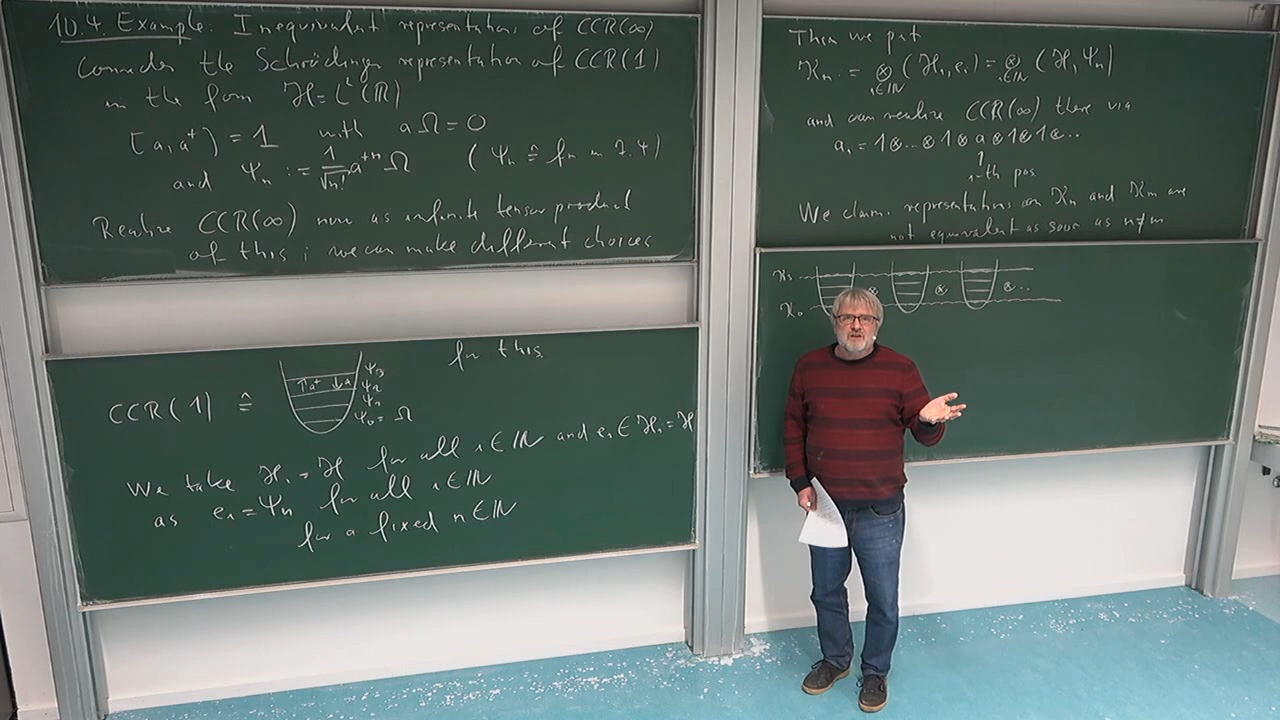 10.4. Example: Inequivalent representations of CCR(∞)
Consider the Schrödinger representation of CCR(1)
in the form ℋ = L²(ℝ)
[a,a⁺] = 1 with aΩ = 0
and Ψₙ := 1/√n! a⁺ⁿ Ω (Ψₙ ≙ fₙ in 7.4)
Realize CCR(∞) now as infinite tensor product
of this; we can make different choices
for this
CCR(1) ≙ ↑a⁺ ↓a Ψ₃
Ψ₂
Ψ₁
Ψ₀ = Ω
We take ℋᵢ = ℋ for all i ∈ ℕ and eᵢ ∈ ℋᵢ = ℋ
as eᵢ = Ψₙ for all i ∈ ℕ
for a fixed n ∈ ℕ
Then we put
𝒦ₙ := ⊗ i∈ℕ (ℋᵢ, eᵢ) = ⊗ i∈ℕ (ℋ, Ψₙ)
and can realize CCR(∞) there via
aᵢ = 1⊗...⊗1⊗a⊗1⊗1⊗...
↑
i-th pos
We claim: representations on 𝒦ₙ and 𝒦ₘ are
not equivalent as soon as n≠m
𝒦₃ ⊗ ⊗ ⊗...
𝒦₀